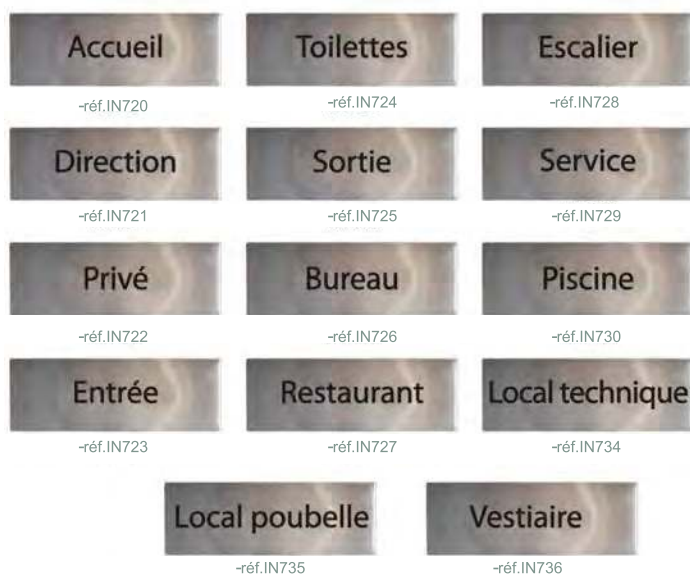 Accueil
Toilettes
Escalier
-réf.IN720
-réf.IN724
-réf.IN728
Direction
Sortie
Service
-réf.IN721
-réf.IN725
-réf.IN729
Privé
Bureau
Piscine
-réf.IN722
-réf.IN726
-réf.IN730
Entrée
Restaurant
Local technique
-réf.IN723
-réf.IN727
-réf.IN734
Local poubelle
Vestiaire
-réf.IN735
-réf.IN736